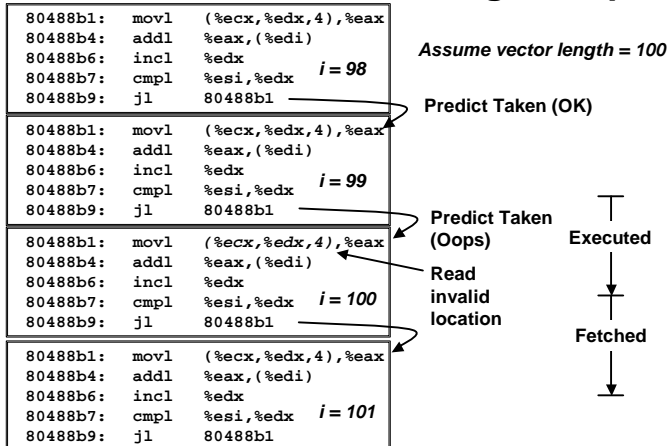 80488b1: movl (%ecx,%edx,4),%eax
80488b4: addl %eax,(%edi)
80488b6: incl %edx
80488b7: cmpl %esi,%edx
i = 98
80488b9: jl 80488b1
Assume vector length = 100
Predict Taken (OK)
80488b1: movl (%ecx,%edx,4),%eax
80488b4: addl %eax,(%edi)
80488b6: incl %edx
80488b7: cmpl %esi,%edx
i = 99
80488b9: jl 80488b1
Predict Taken
(Oops)
Executed
80488b1: movl (%ecx,%edx,4),%eax
80488b4: addl %eax,(%edi)
80488b6: incl %edx
80488b7: cmpl %esi,%edx
i = 100
80488b9: jl 80488b1
Read
invalid
location
Fetched
80488b1: movl (%ecx,%edx,4),%eax
80488b4: addl %eax,(%edi)
80488b6: incl %edx
80488b7: cmpl %esi,%edx
i = 101
80488b9: jl 80488b1